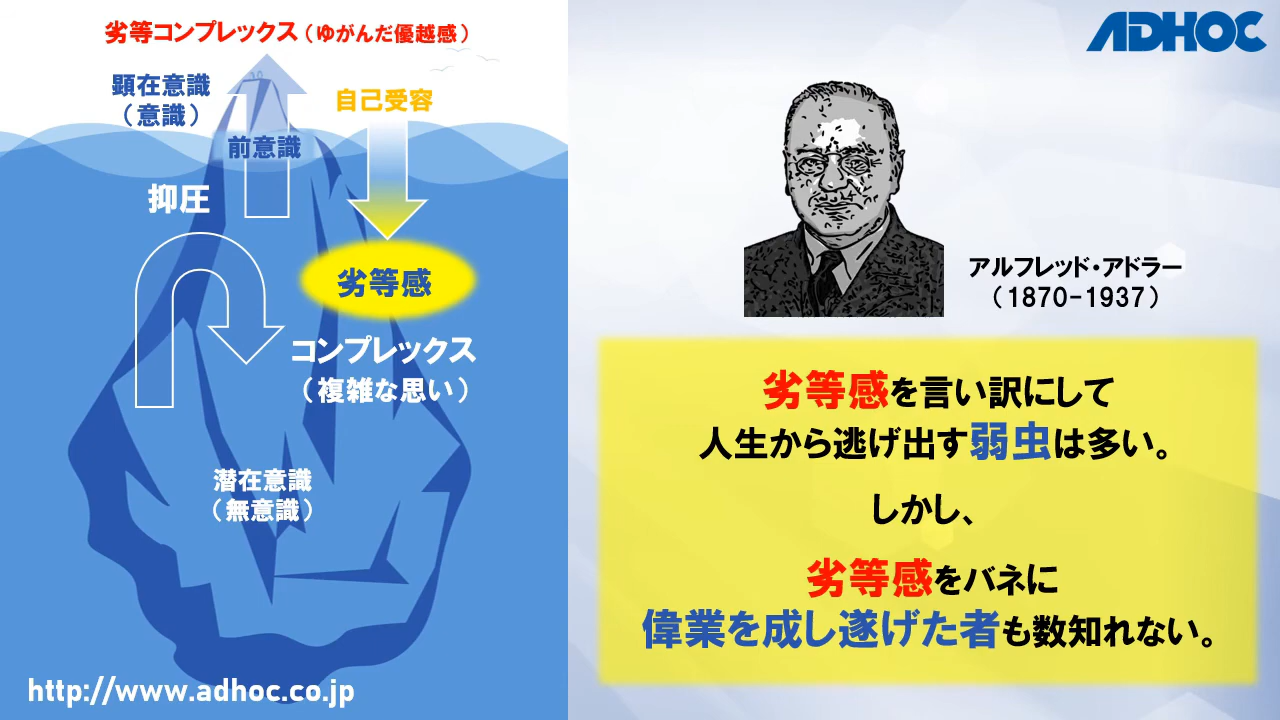 劣等コンプレックス（ゆがんだ優越感）
顕在意識
（意識）
自己受容
前意識
抑圧
劣等感
コンプレックス
（複雑な思い）
潜在意識
（無意識）
http://www.adhoc.co.jp
ADHOC
アルフレッド・アドラー
（1870-1937）
劣等感を言い訳にして
人生から逃げ出す弱虫は多い。
しかし、
劣等感をバネに
偉業を成し遂げた者も数知れない。